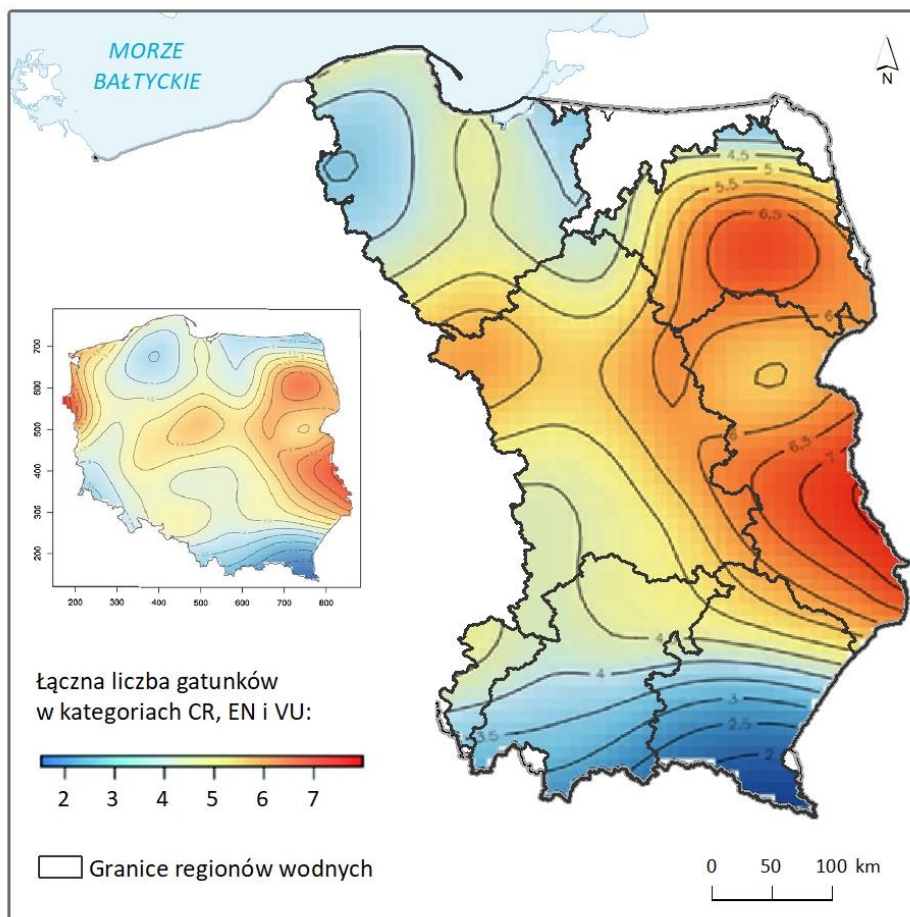 MORZE
BAŁTYCKIE
N
4.5
5
5.5
6.5
6
6
6.5
7
4
3.5
3
2.5
2
700
600
500
400
300
200
200 300 400 500 600 700 800
Łączna liczba gatunków
w kategoriach CR, EN i VU:
2 3 4 5 6 7
Granice regionów wodnych
0 50 100 km